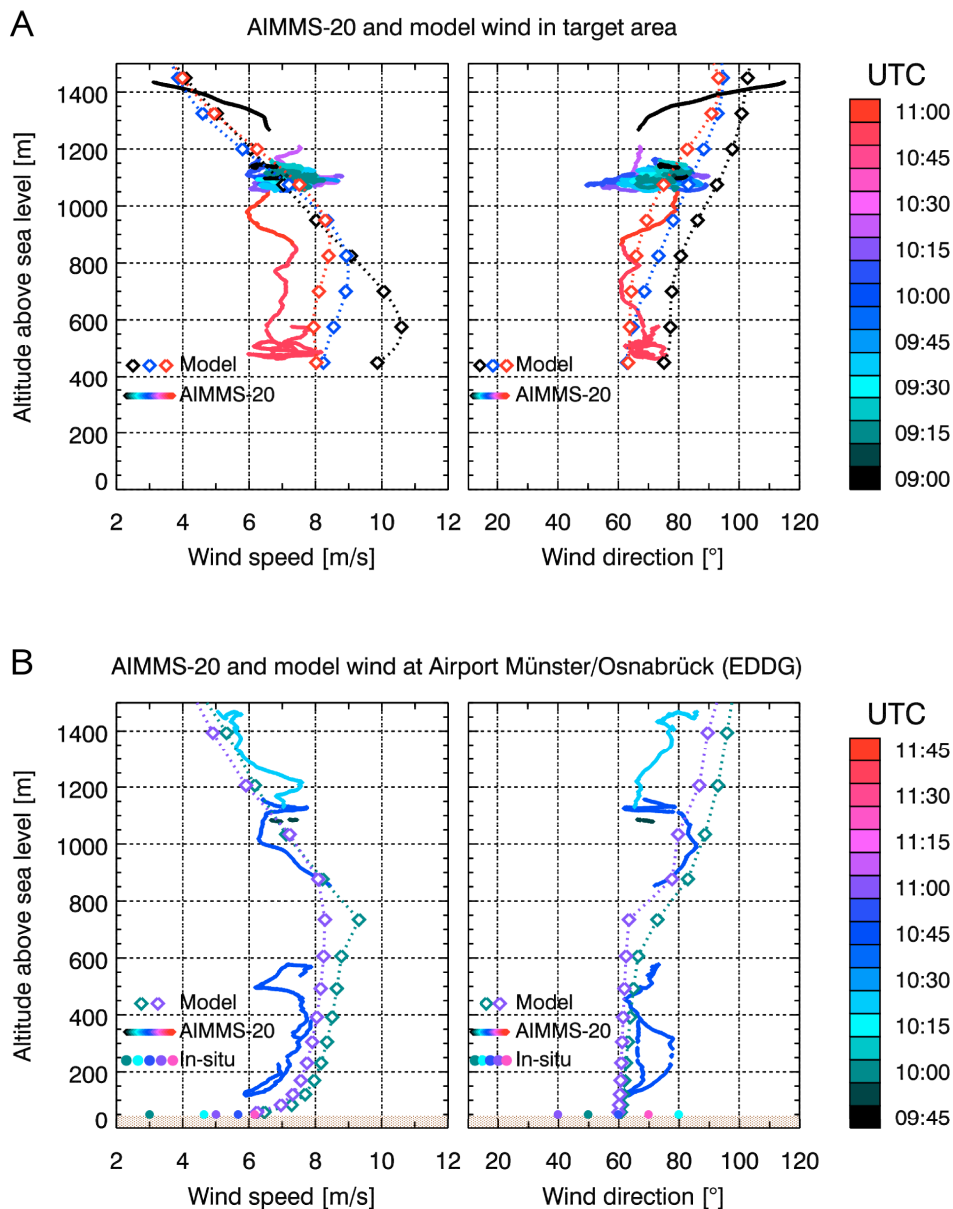 A
AIMMS-20 and model wind in target area
UTC
Altitude above sea level [m]
1400
1200
1000
800
600
400
200
0
Model
AIMMS-20
2 4 6 8 10 12
Wind speed [m/s]
Model
AIMMS-20
20 40 60 80 100 120
Wind direction [°]
11:00
10:45
10:30
10:15
10:00
09:45
09:30
09:15
09:00
B
AIMMS-20 and model wind at Airport Münster/Osnabrück (EDDG)
UTC
Altitude above sea level [m]
1400
1200
1000
800
600
400
200
0
Model
AIMMS-20
In-situ
2 4 6 8 10 12
Wind speed [m/s]
Model
AIMMS-20
In-situ
20 40 60 80 100 120
Wind direction [°]
11:45
11:30
11:15
11:00
10:45
10:30
10:15
10:00
09:45